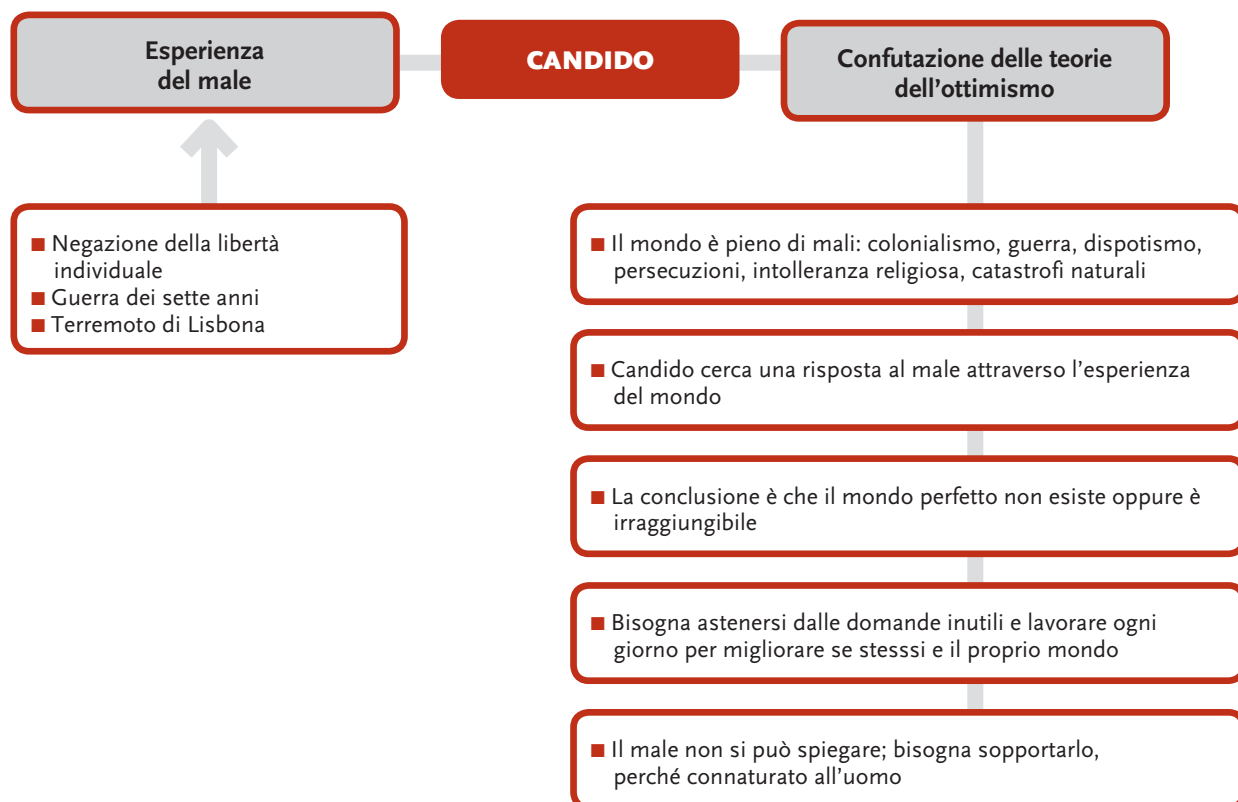 Esperienza
del male
CANDIDO
Confutazione delle teorie
dell’ottimismo
■ Negazione della libertà
individuale
■ Guerra dei sette anni
■ Terremoto di Lisbona
■ Il mondo è pieno di mali: colonialismo, guerra, dispotismo,
persecuzioni, intolleranza religiosa, catastrofi naturali
■ Candido cerca una risposta al male attraverso l’esperienza
del mondo
■ La conclusione è che il mondo perfetto non esiste oppure è
irraggiungibile
■ Bisogna astenersi dalle domande inutili e lavorare ogni
giorno per migliorare se stesssi e il proprio mondo
■ Il male non si può spiegare; bisogna sopportarlo,
perché connaturato all’uomo